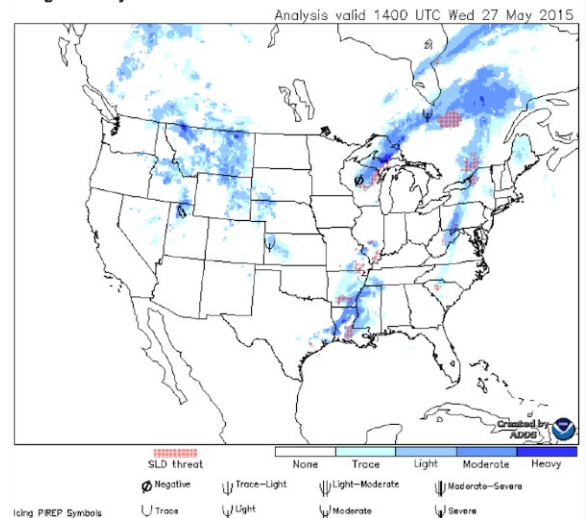 Analysis valid 1400 UTC Wed 27 May 2015
Created by
ADDS
SLD threat
None Trace Light Moderate Heavy
Negative Trace-Light Light-Moderate Moderate-Severe
Icing PIREP Symbols Trace Light Moderate Severe